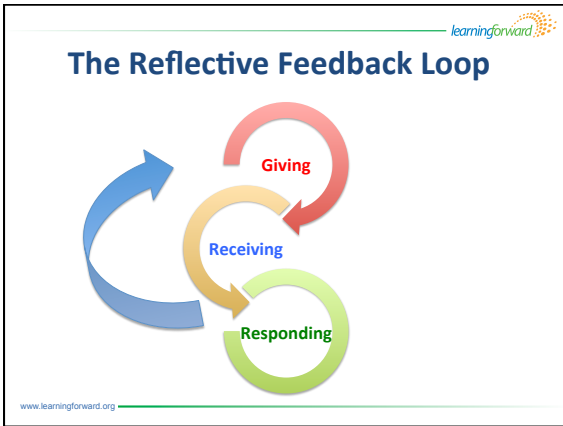 learningforward
The Reflective Feedback Loop
Giving
Receiving
Responding
www.learningforward.org